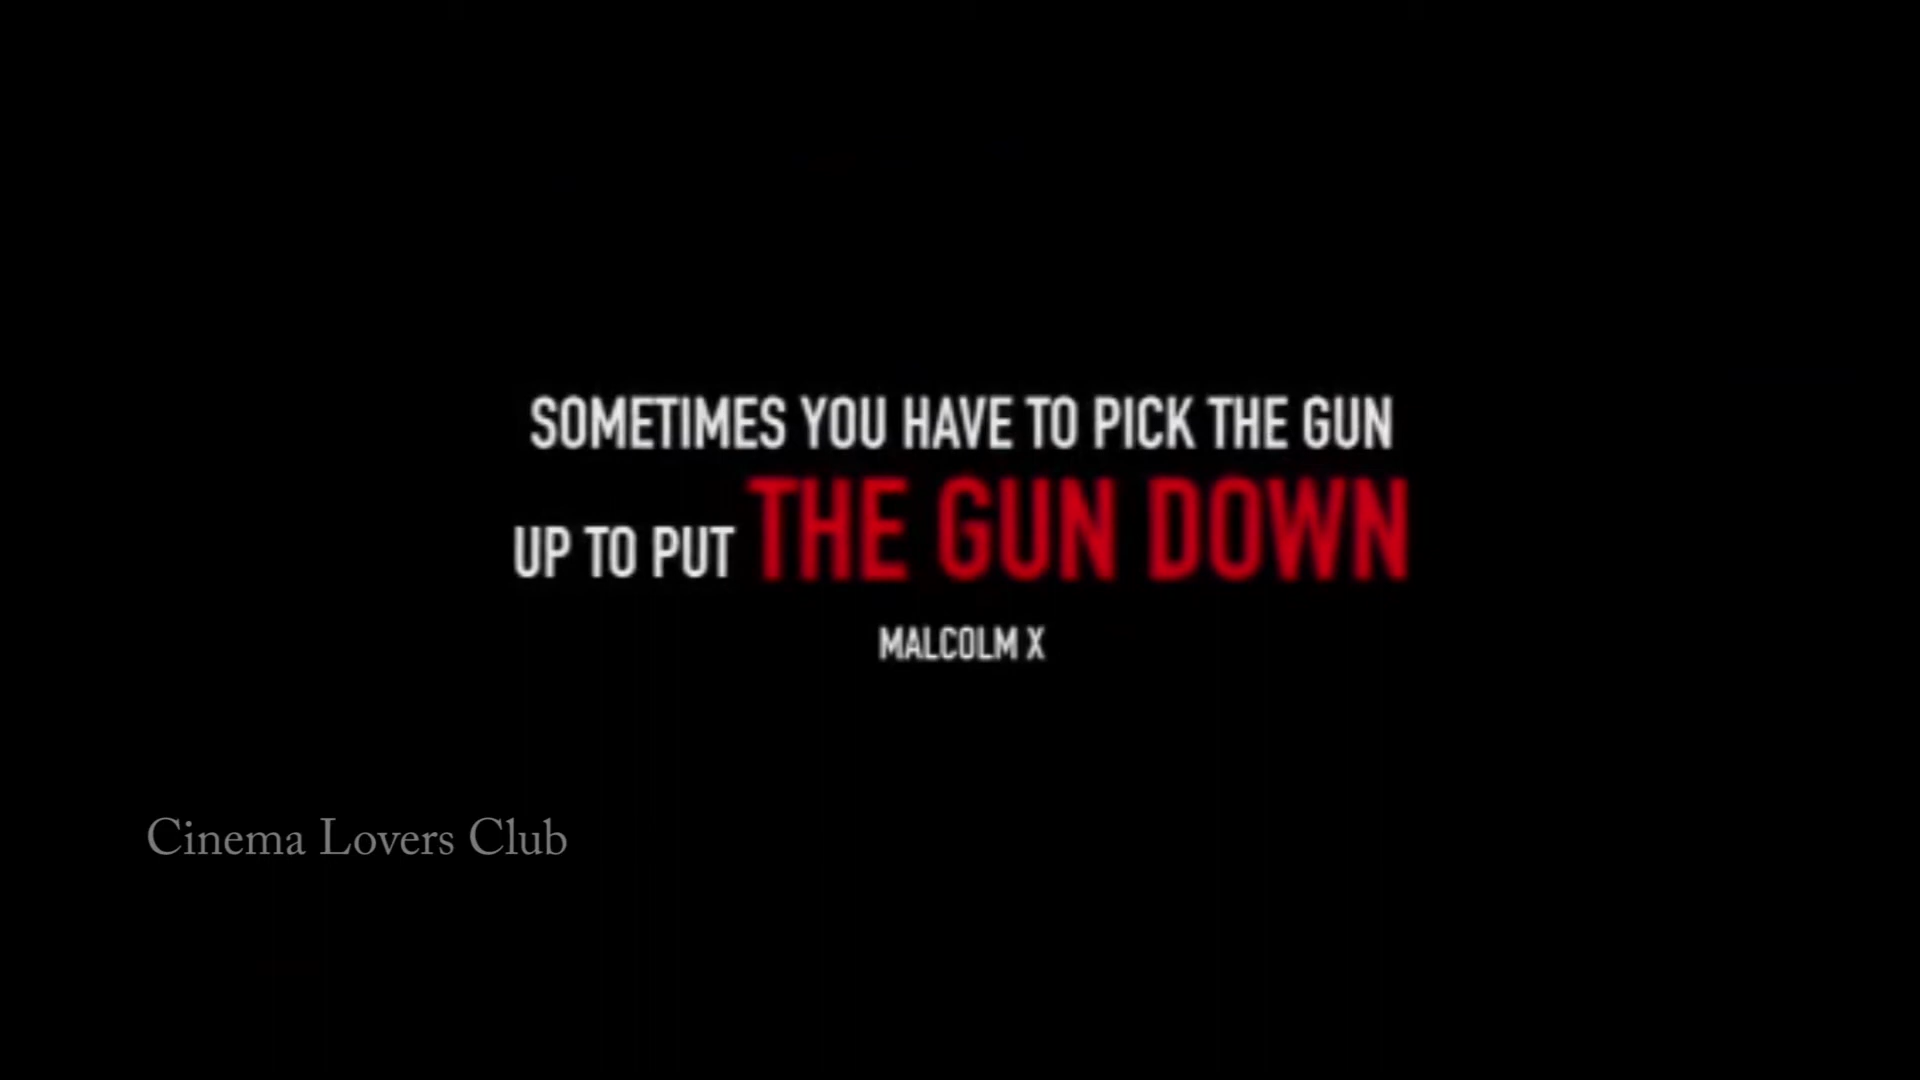 SOMETIMES YOU HAVE TO PICK THE GUN
UP TO PUT THE GUN DOWN
MALCOLM X
Cinema Lovers Club